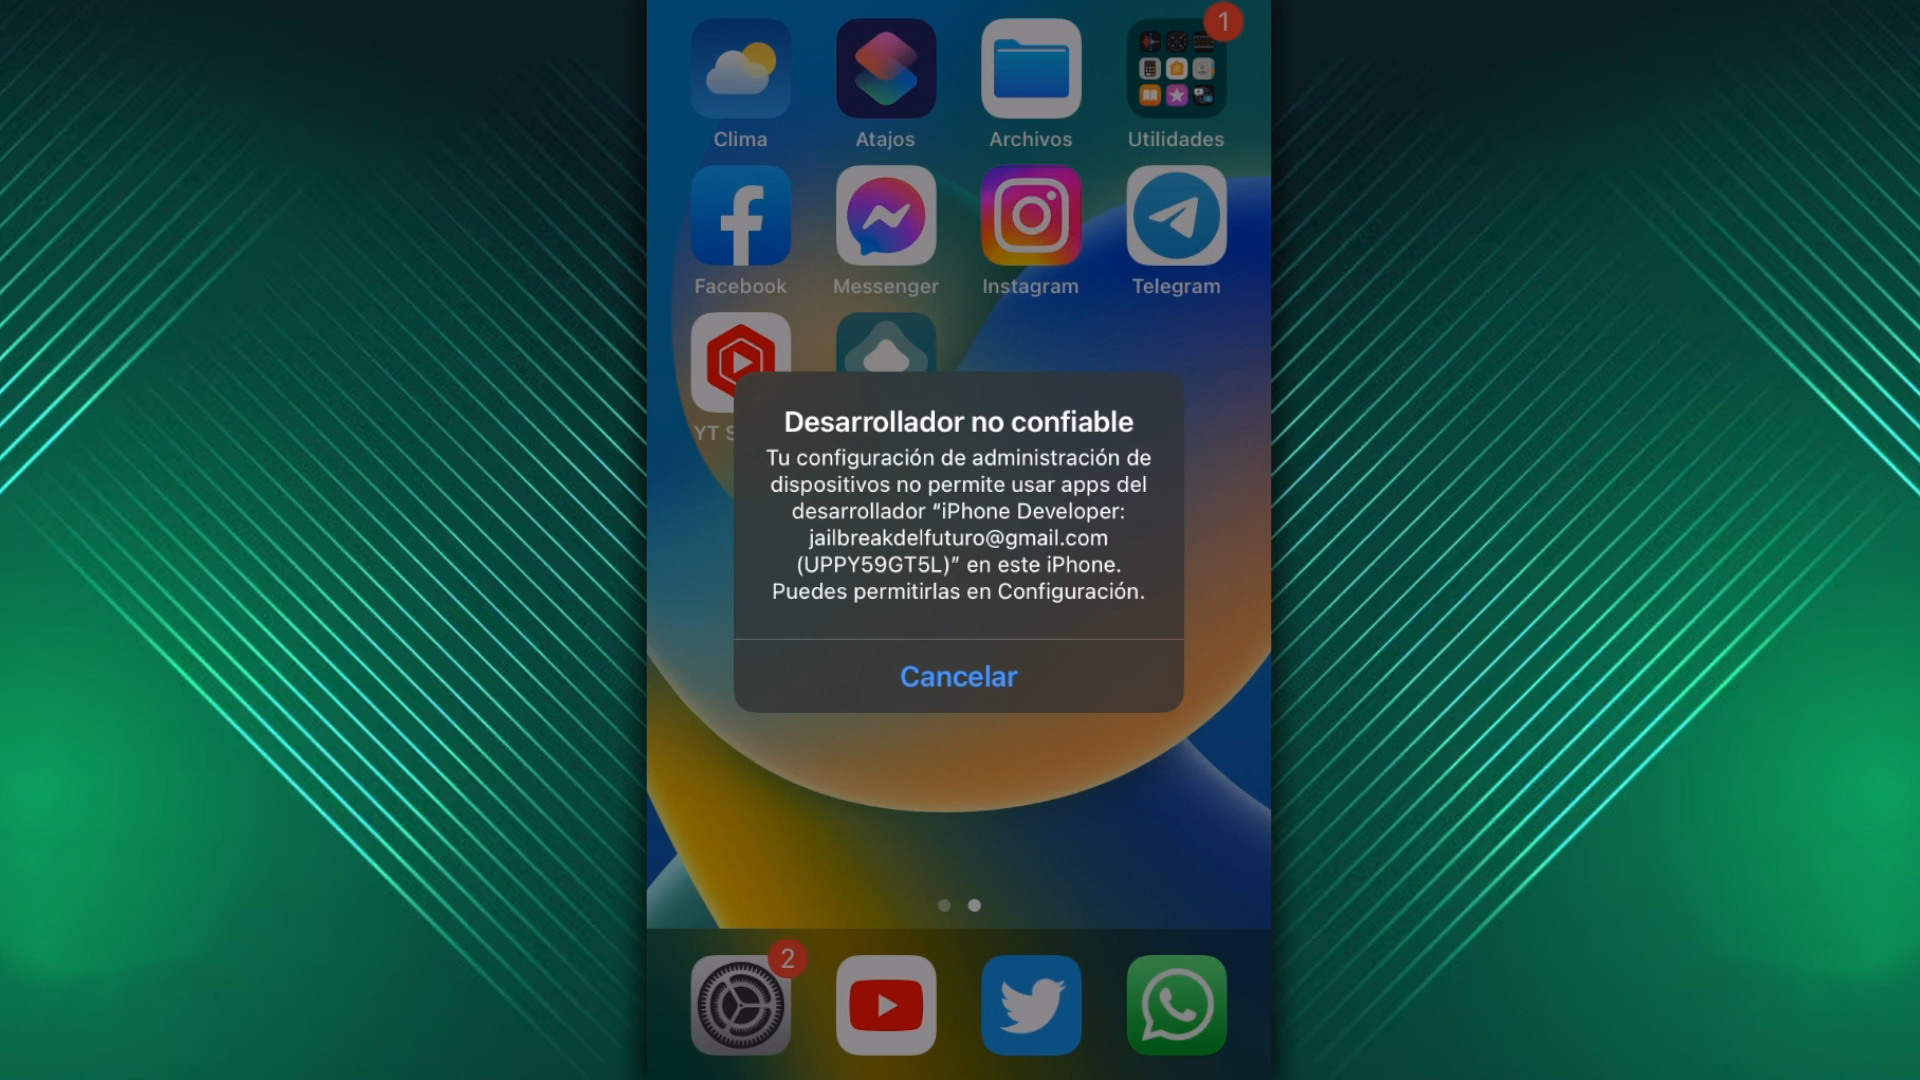 1
Clima
Atajos
Archivos
Utilidades
Facebook
Messenger
Instagram
Telegram
YT S
Desarrollador no confiable
Tu configuración de administración de
dispositivos no permite usar apps del
desarrollador “iPhone Developer:
jailbreakdelfuturo@gmail.com
(UPPY59GT5L)” en este iPhone.
Puedes permitirlas en Configuración.
Cancelar
2